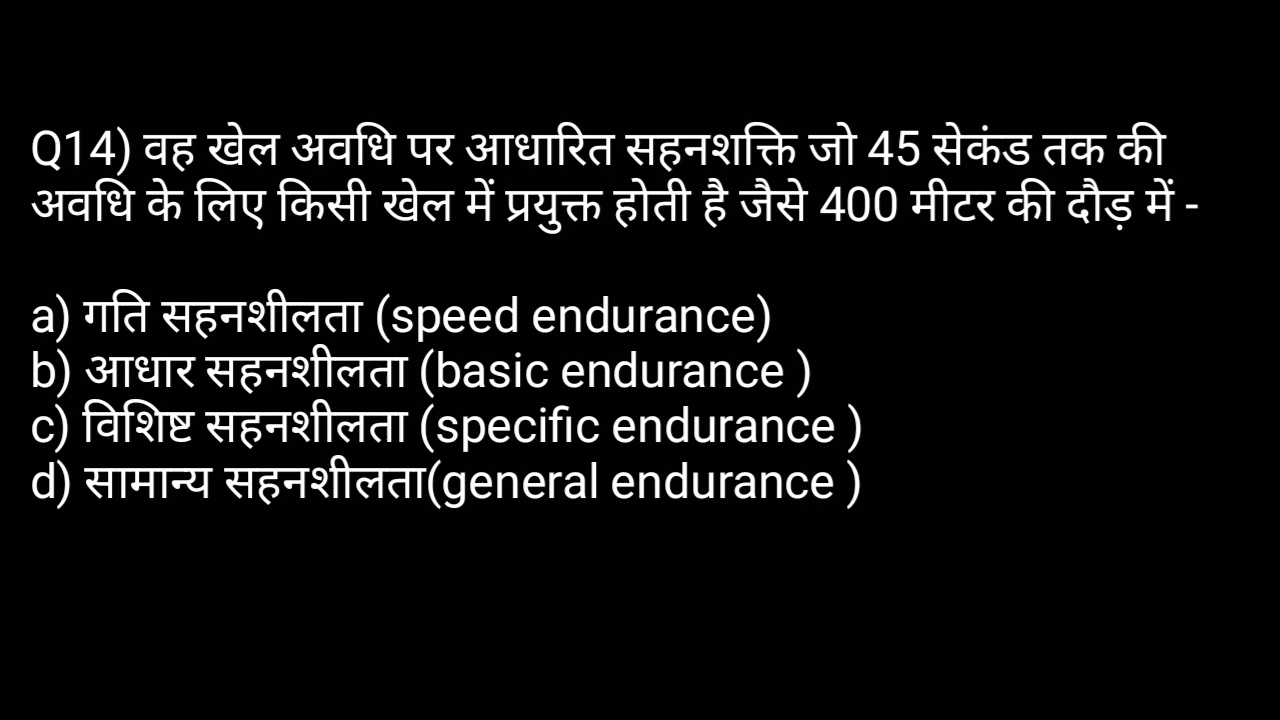 Q14) वह खेल अवधि पर आधारित सहनशक्ति जो 45 सेकंड तक की
अवधि के लिए किसी खेल में प्रयुक्त होती है जैसे 400 मीटर की दौड़ में -
a) गति सहनशीलता (speed endurance)
b) आधार सहनशीलता (basic endurance )
c) विशिष्ट सहनशीलता (specific endurance )
d) सामान्य सहनशीलता(general endurance )